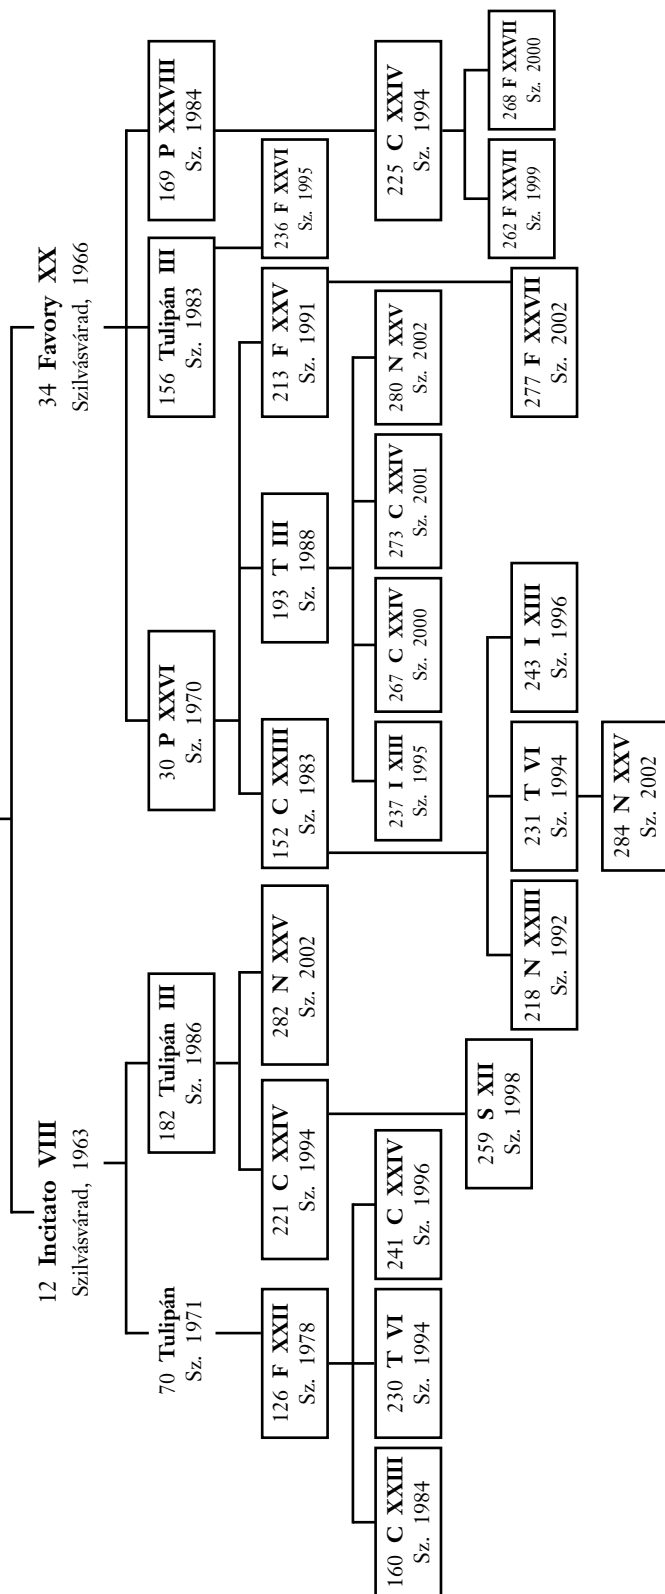 12 Incitato VIII
Szilvásvárad, 1963
34 Favory XX
Szilvásvárad, 1966
70 Tulipán
Sz. 1971
182 Tulipán III
Sz. 1986
30 P XXVI
Sz. 1970
156 Tulipán III
Sz. 1983
169 P XXVIII
Sz. 1984
126 F XXII
Sz. 1978
221 C XXIV
Sz. 1994
282 N XXV
Sz. 2002
152 C XXIII
Sz. 1983
193 T III
Sz. 1988
213 F XXV
Sz. 1991
236 F XXVI
Sz. 1995
160 C XXIII
Sz. 1984
230 T VI
Sz. 1994
241 C XXIV
Sz. 1996
237 I XIII
Sz. 1995
267 C XXIV
Sz. 2000
273 C XXIV
Sz. 2001
280 N XXV
Sz. 2002
225 C XXIV
Sz. 1994
259 S XII
Sz. 1998
218 N XXIII
Sz. 1992
231 T VI
Sz. 1994
243 I XIII
Sz. 1996
277 F XXVII
Sz. 2002
262 F XXVII
Sz. 1999
268 F XXVII
Sz. 2000
284 N XXV
Sz. 2002